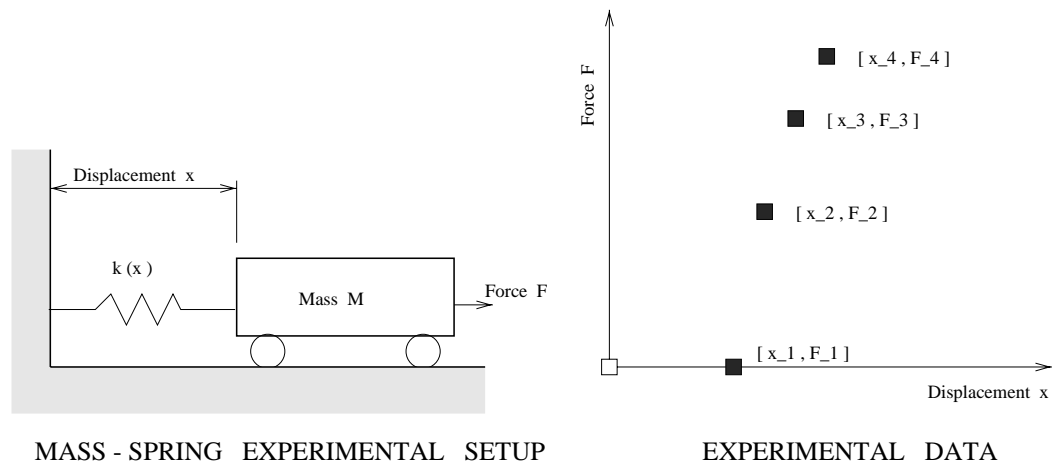 Displacement x
k (x )
Mass M
Force F
MASS - SPRING EXPERIMENTAL SETUP
Force F
[ x_4 , F_4 ]
[ x_3 , F_3 ]
[ x_2 , F_2 ]
[ x_1 , F_1 ]
Displacement x
EXPERIMENTAL DATA